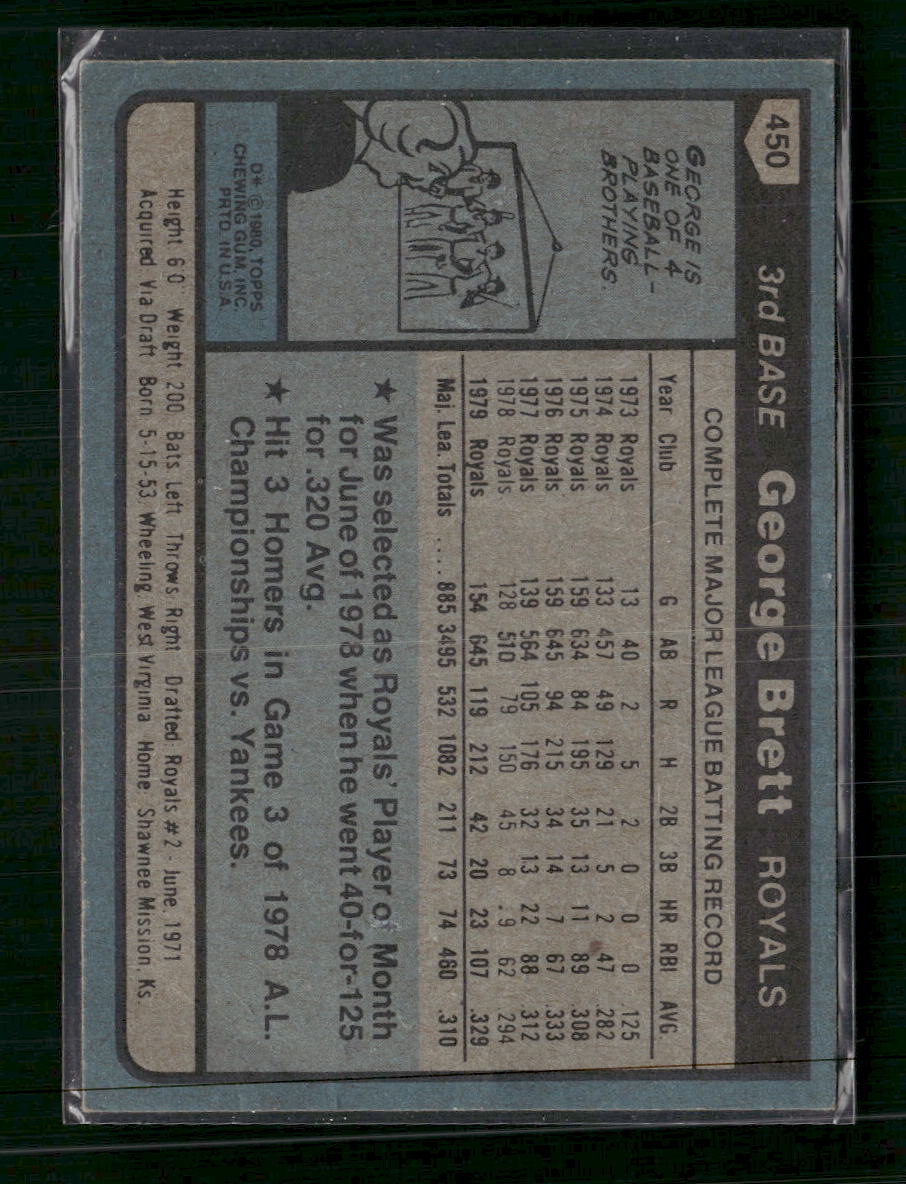 450 3rd BASE George Brett ROYALS
GEORGE IS
ONE OF 4
BASEBALL-
PLAYING
BROTHERS.
D* © 1980, TOPPS
CHEWING GUM, INC.
PRTD. IN U.S.A.
COMPLETE MAJOR LEAGUE BATTING RECORD
Year Club G AB R H 2B 3B HR RBI AVG.
1973 Royals 13 40 2 5 2 0 0 0 .125
1974 Royals 133 457 49 129 21 5 2 47 .282
1975 Royals 159 634 84 195 35 13 11 89 .308
1976 Royals 159 645 94 215 34 14 7 67 .333
1977 Royals 139 564 105 176 32 13 22 88 .312
1978 Royals 128 510 79 150 45 8 9 62 .294
1979 Royals 154 645 119 212 42 20 23 107 .329
Maj. Lea. Totals .... 885 3495 532 1082 211 73 74 460 .310
★ Was selected as Royals' Player of Month
for June of 1978 when he went 40-for-125
for .320 Avg.
★ Hit 3 Homers in Game 3 of 1978 A.L.
Championships vs. Yankees.
Height 6'0" Weight 200 Bats Left Throws Right Drafted: Royals #2 - June, 1971
Acquired Via Draft Born 5-15-53, Wheeling, West Virginia Home Shawnee Mission, Ks.